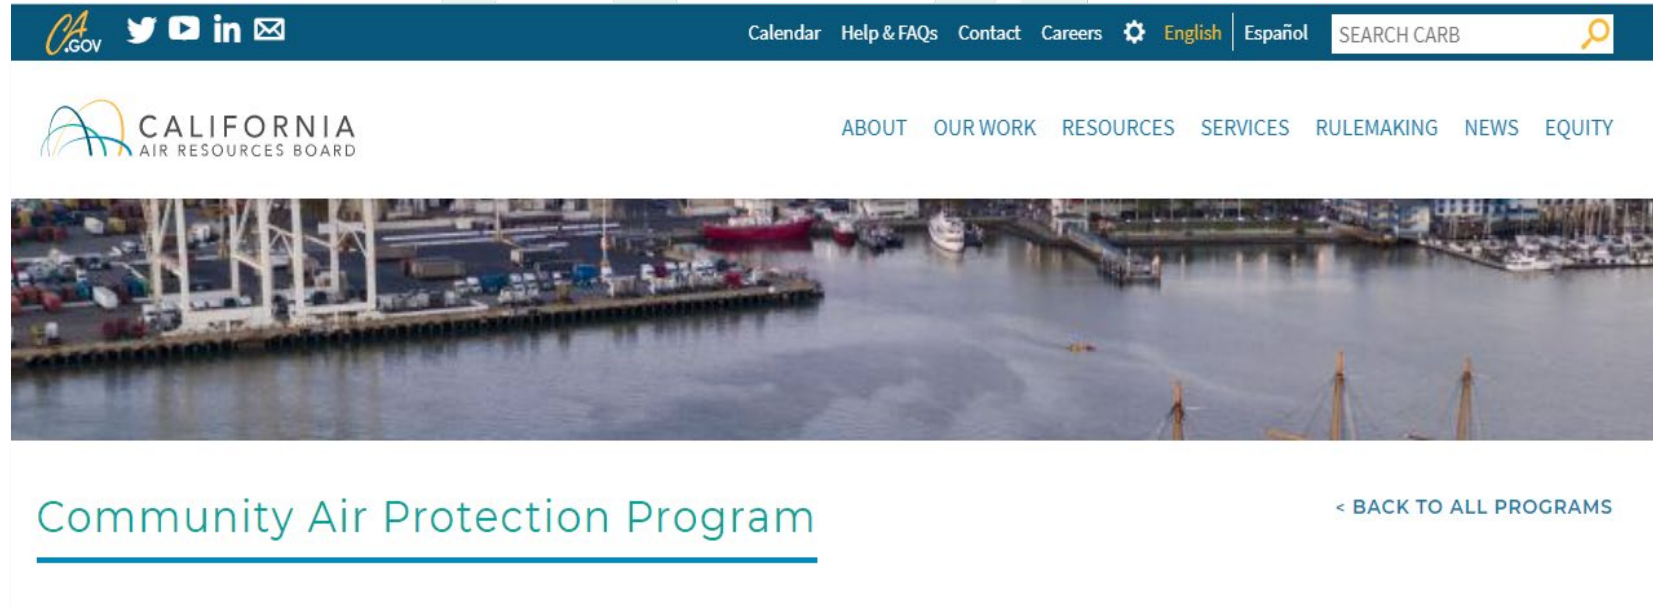 CA.GOV Calendar Help & FAQs Contact Careers English Español SEARCH CARB
CALIFORNIA
AIR RESOURCES BOARD
ABOUT OUR WORK RESOURCES SERVICES RULEMAKING NEWS EQUITY
Community Air Protection Program
< BACK TO ALL PROGRAMS